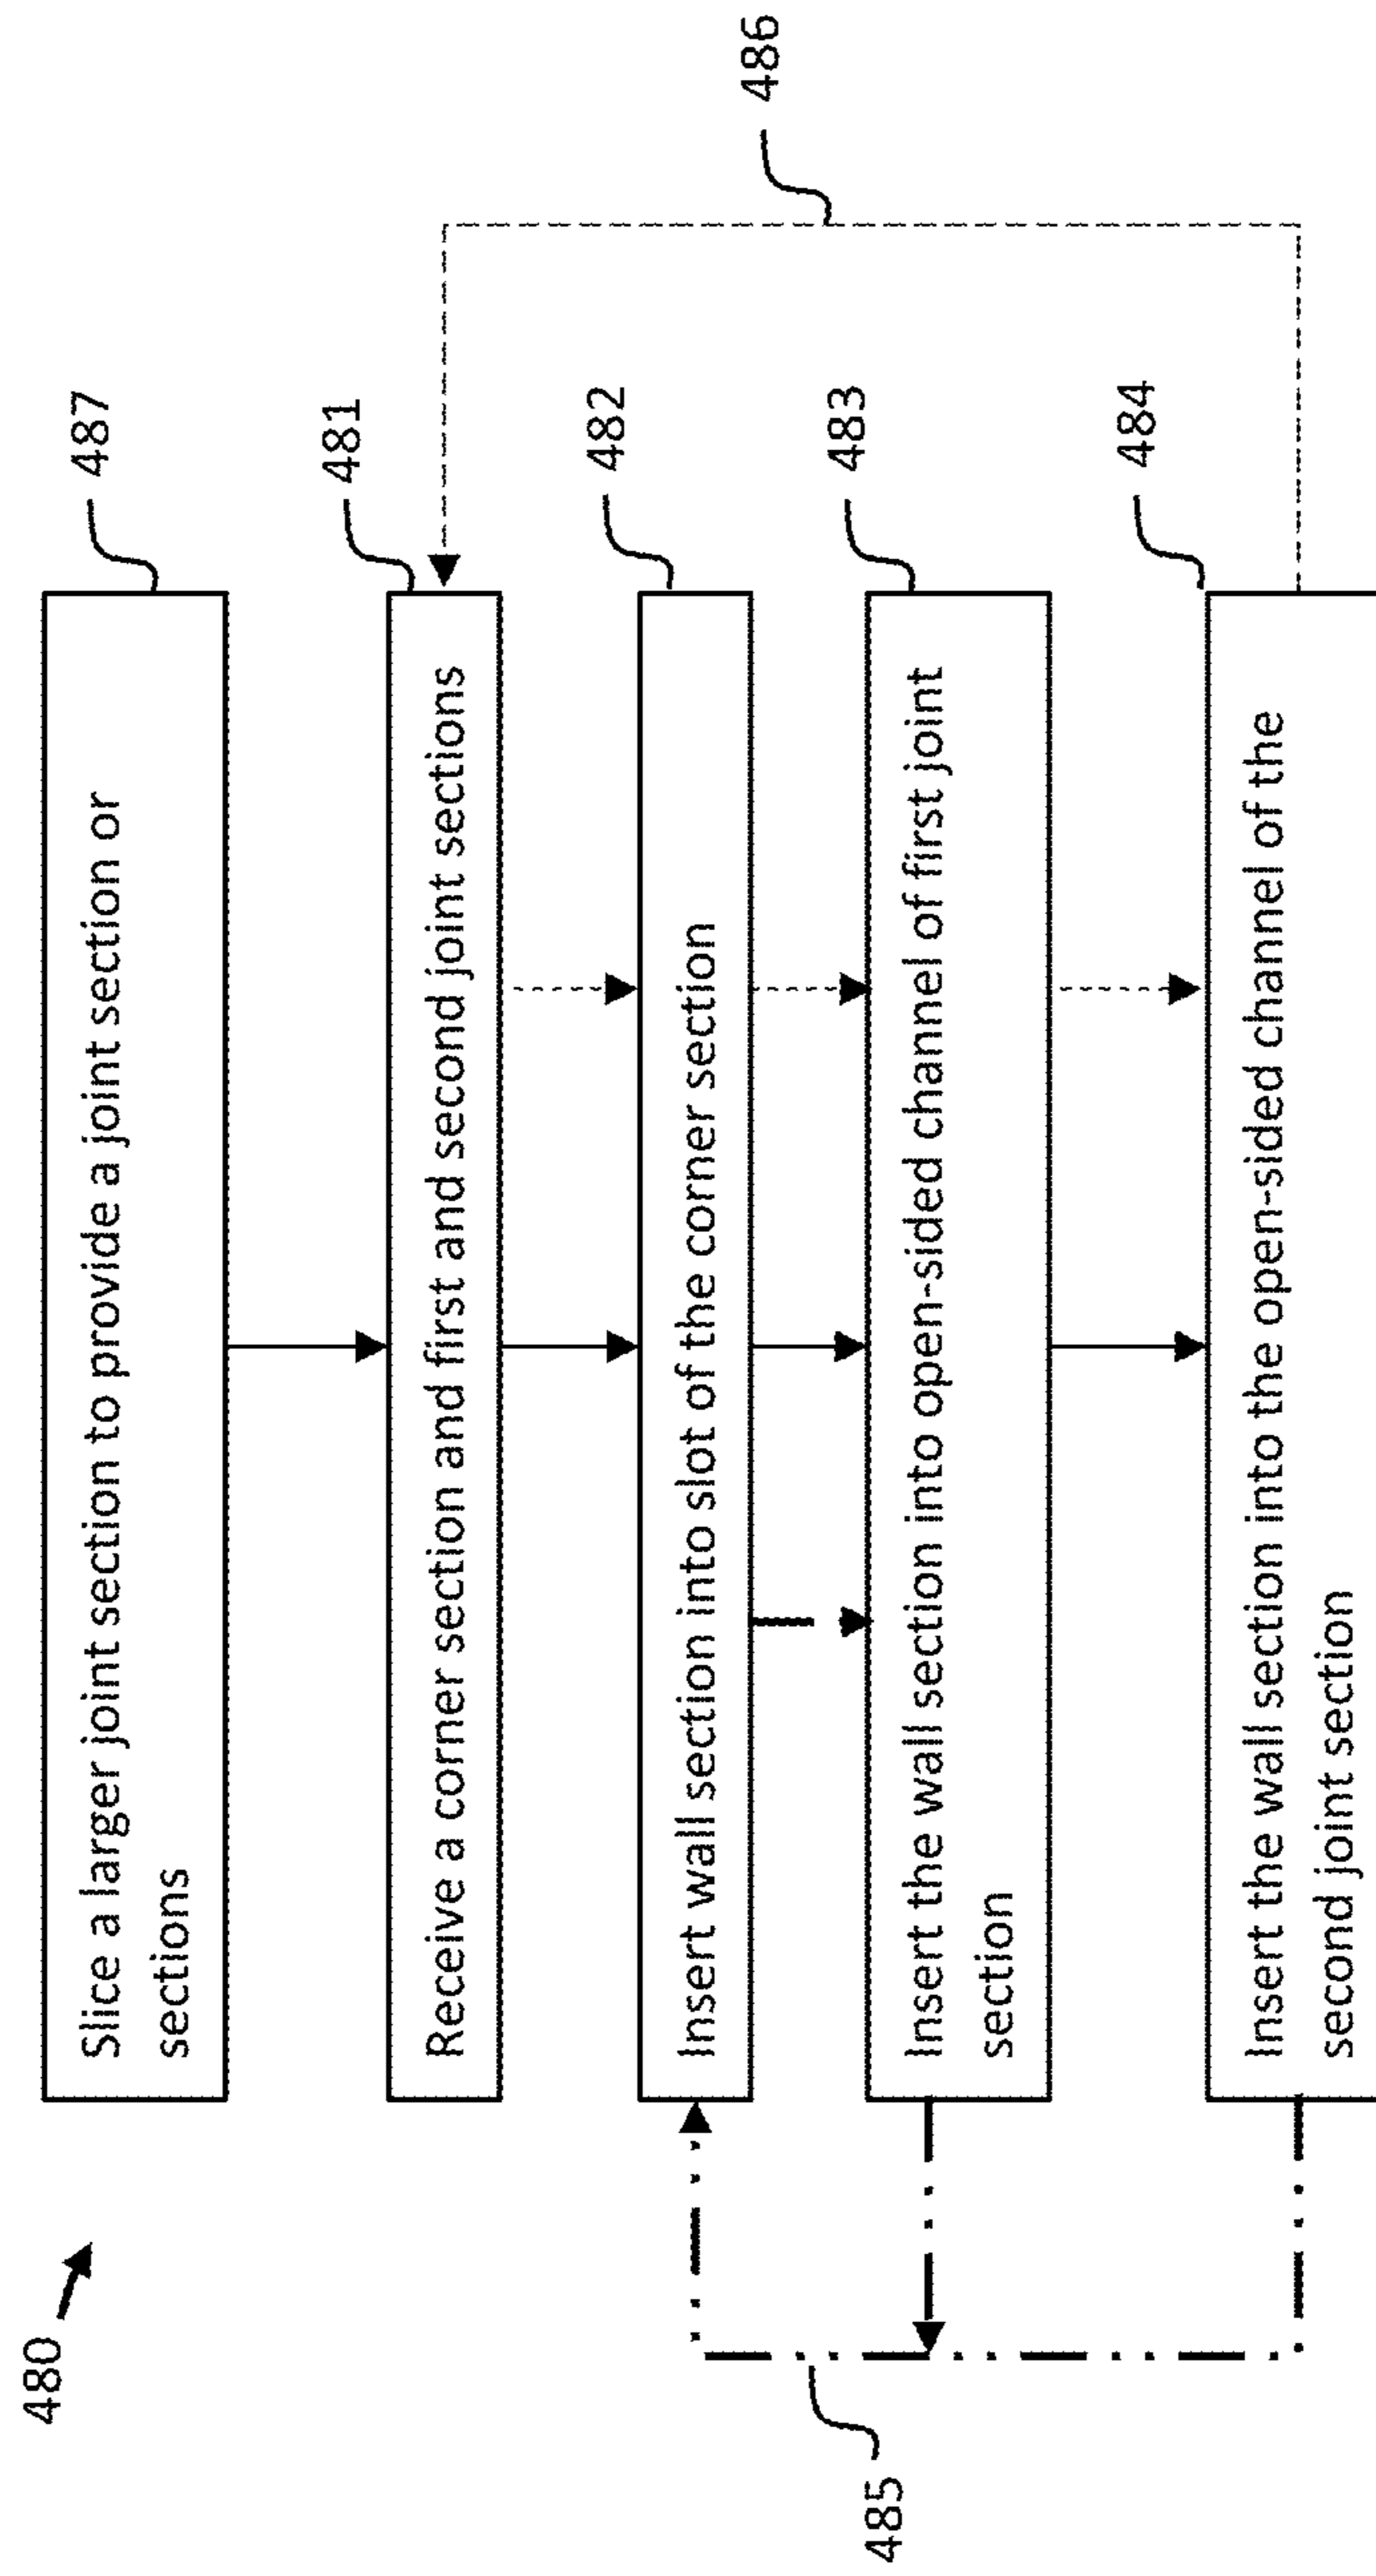 480
Slice a larger joint section to provide a joint section or
sections
487
Receive a corner section and first and second joint sections
481
Insert wall section into slot of the corner section
482
Insert the wall section into open-sided channel of first joint
section
483
Insert the wall section into the open-sided channel of the
second joint section
484
485
486